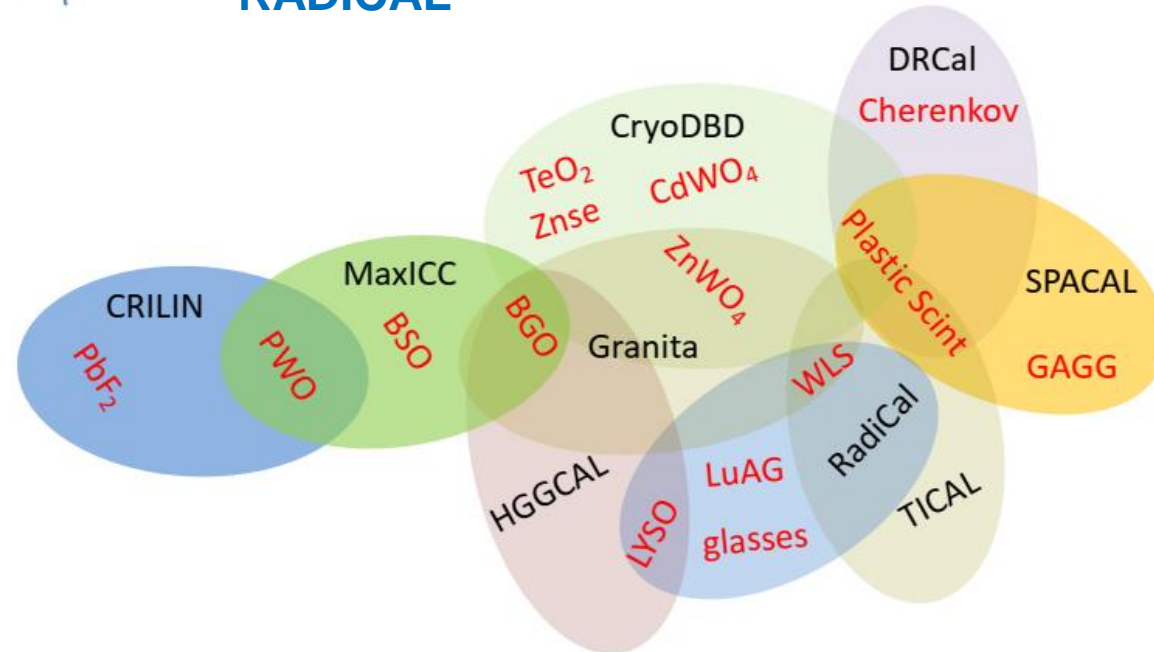 RADICAL
DRCal
Cherenkov
CryoDBD
TeO₂
CdWO₄
Znse
ZnWO₄
Plastic Scint
SPACAL
GAGG
MaxICC
CRILIN
BSO
BGO
PWO
PbF₂
Granita
WLS
RadiCal
HGGCAL
LuAG
LYSO
glasses
TICAL